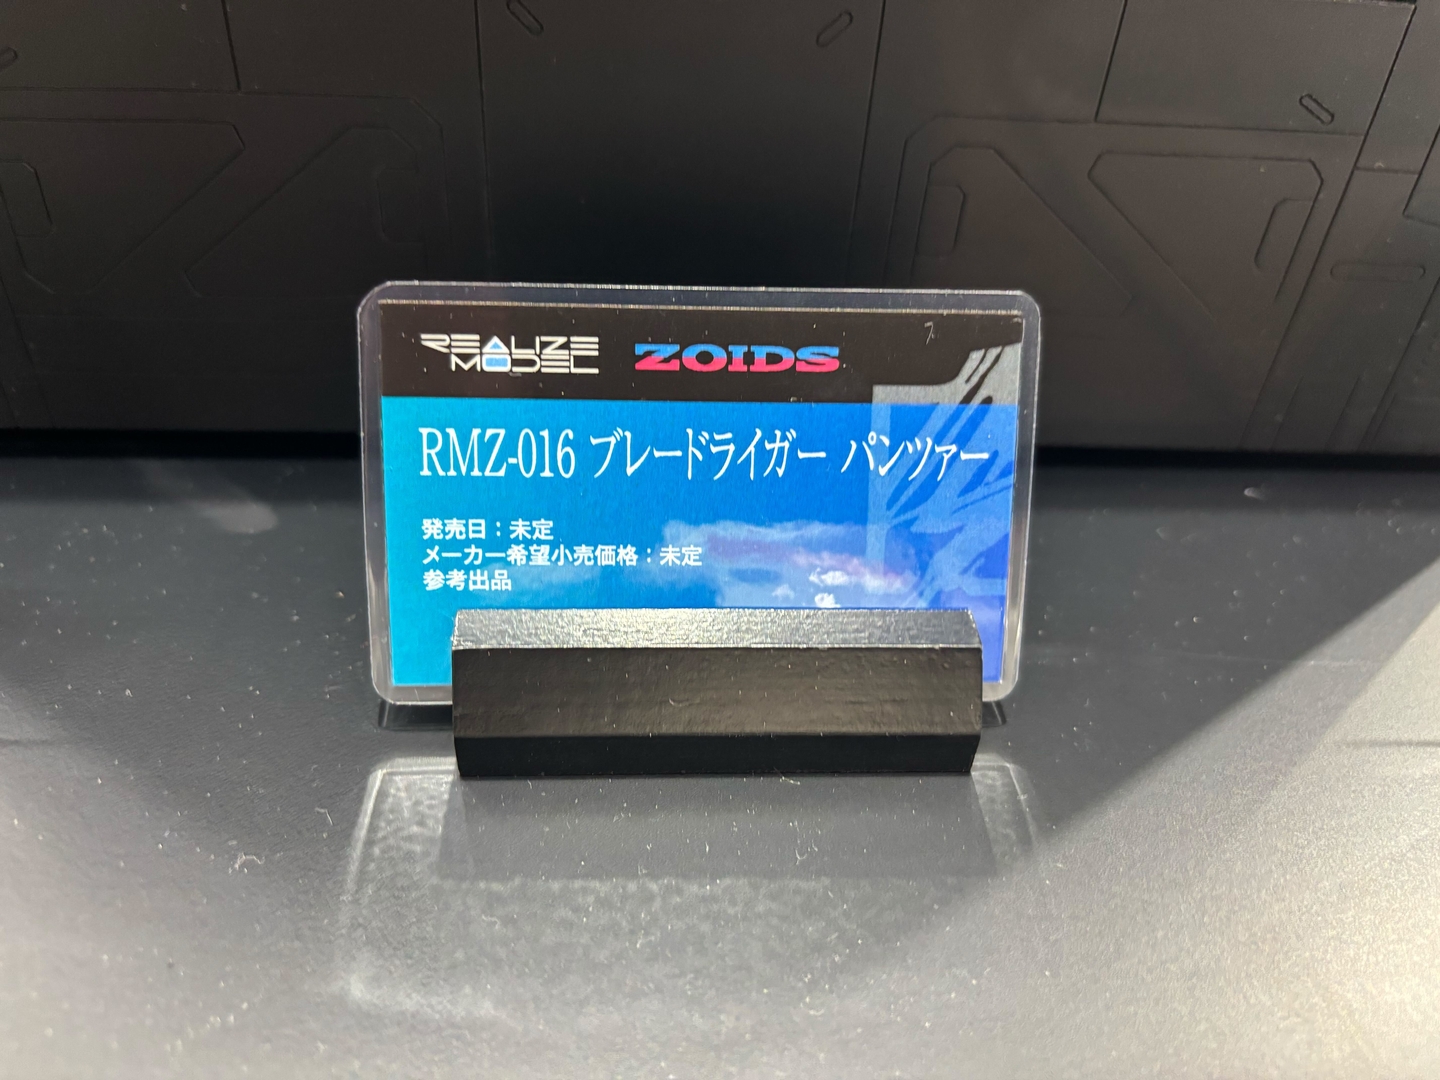 REALIZE MODEL ZOIDS
RMZ-016 ブレードライガー パンツァー
発売日：未定
メーカー希望小売価格：未定
参考出品